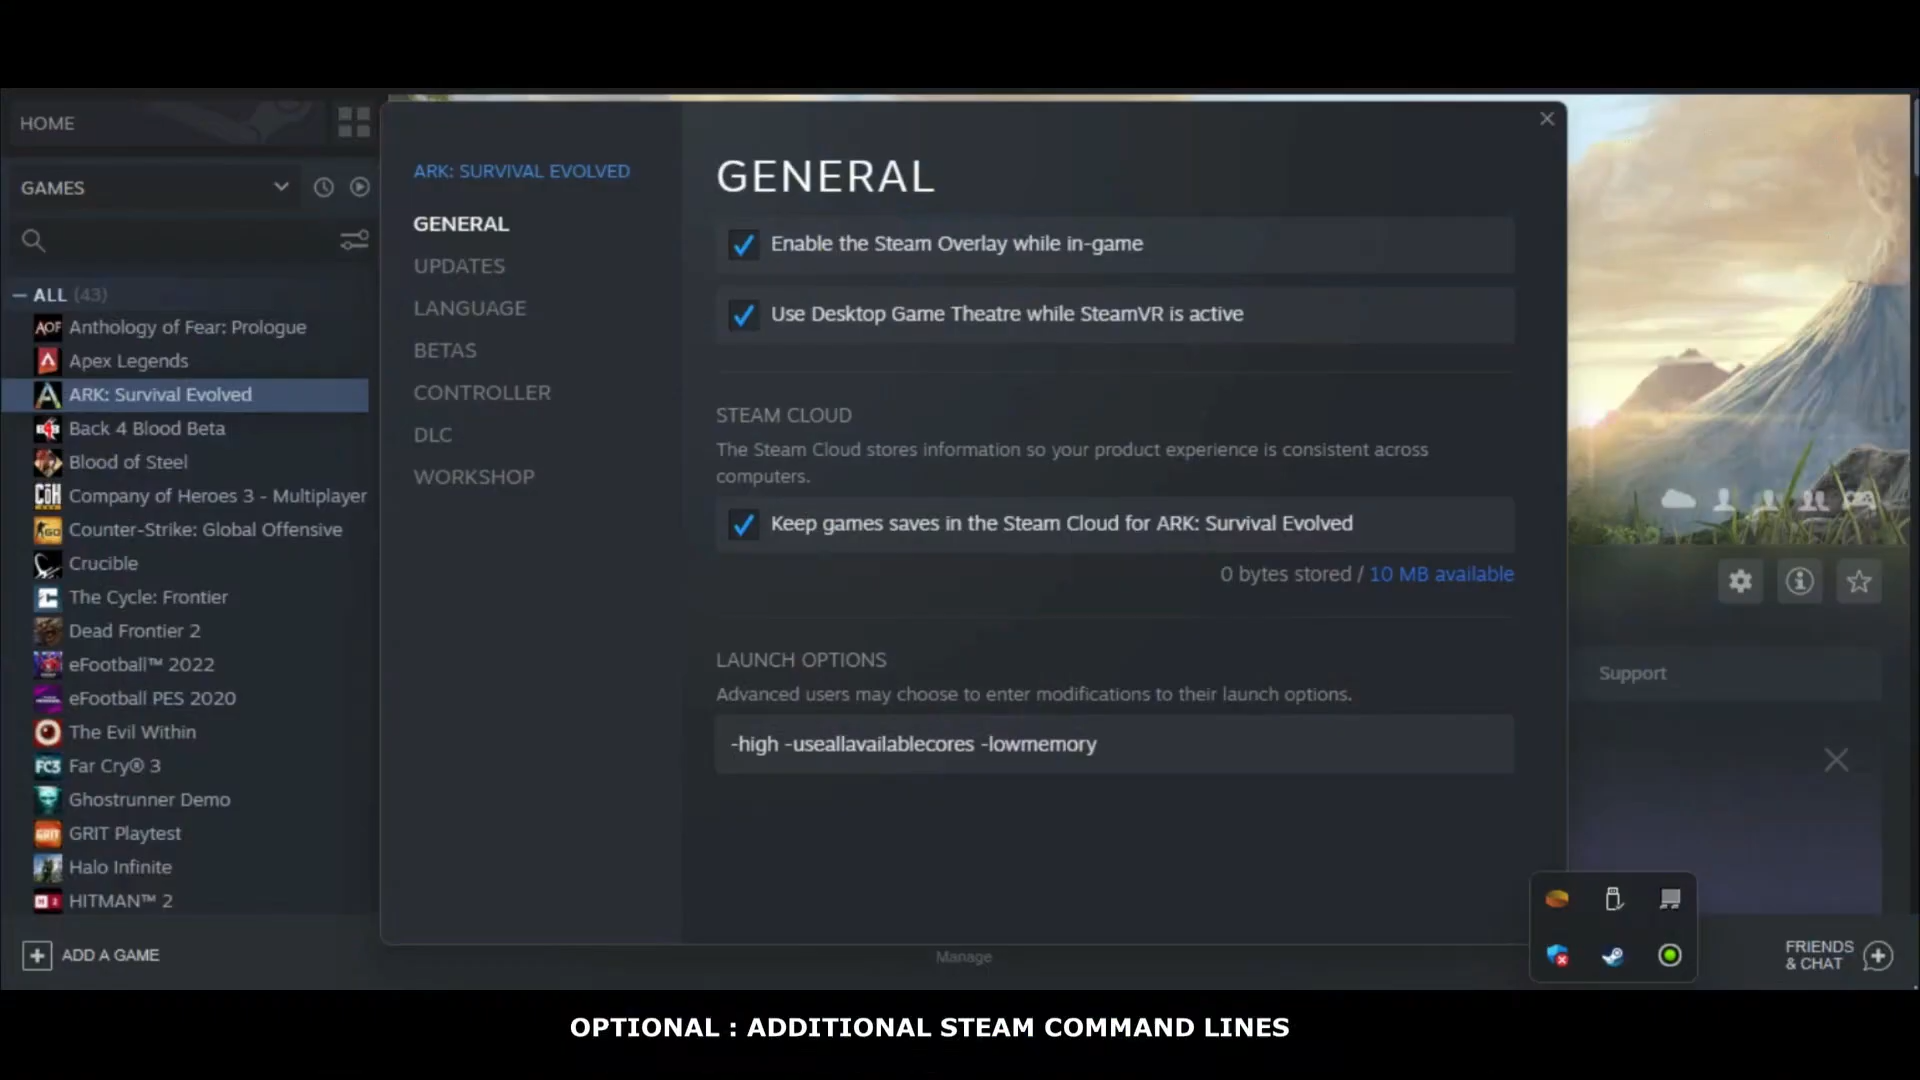 HOME
GAMES
ALL (43)
AOF Anthology of Fear: Prologue
Apex Legends
ARK: Survival Evolved
B4B Back 4 Blood Beta
Blood of Steel
COH Company of Heroes 3 - Multiplayer
GO Counter-Strike: Global Offensive
Crucible
The Cycle: Frontier
Dead Frontier 2
eFootball™ 2022
eFootball PES 2020
The Evil Within
FC3 Far Cry® 3
Ghostrunner Demo
GRIT GRIT Playtest
Halo Infinite
H 2 HITMAN™ 2
ADD A GAME
ARK: SURVIVAL EVOLVED
GENERAL
UPDATES
LANGUAGE
BETAS
CONTROLLER
DLC
WORKSHOP
GENERAL
Enable the Steam Overlay while in-game
Use Desktop Game Theatre while SteamVR is active
STEAM CLOUD
The Steam Cloud stores information so your product experience is consistent across
computers.
Keep games saves in the Steam Cloud for ARK: Survival Evolved
0 bytes stored / 10 MB available
LAUNCH OPTIONS
Advanced users may choose to enter modifications to their launch options.
-high -useallavailablecores -lowmemory
Support
Manage
FRIENDS
& CHAT
OPTIONAL : ADDITIONAL STEAM COMMAND LINES